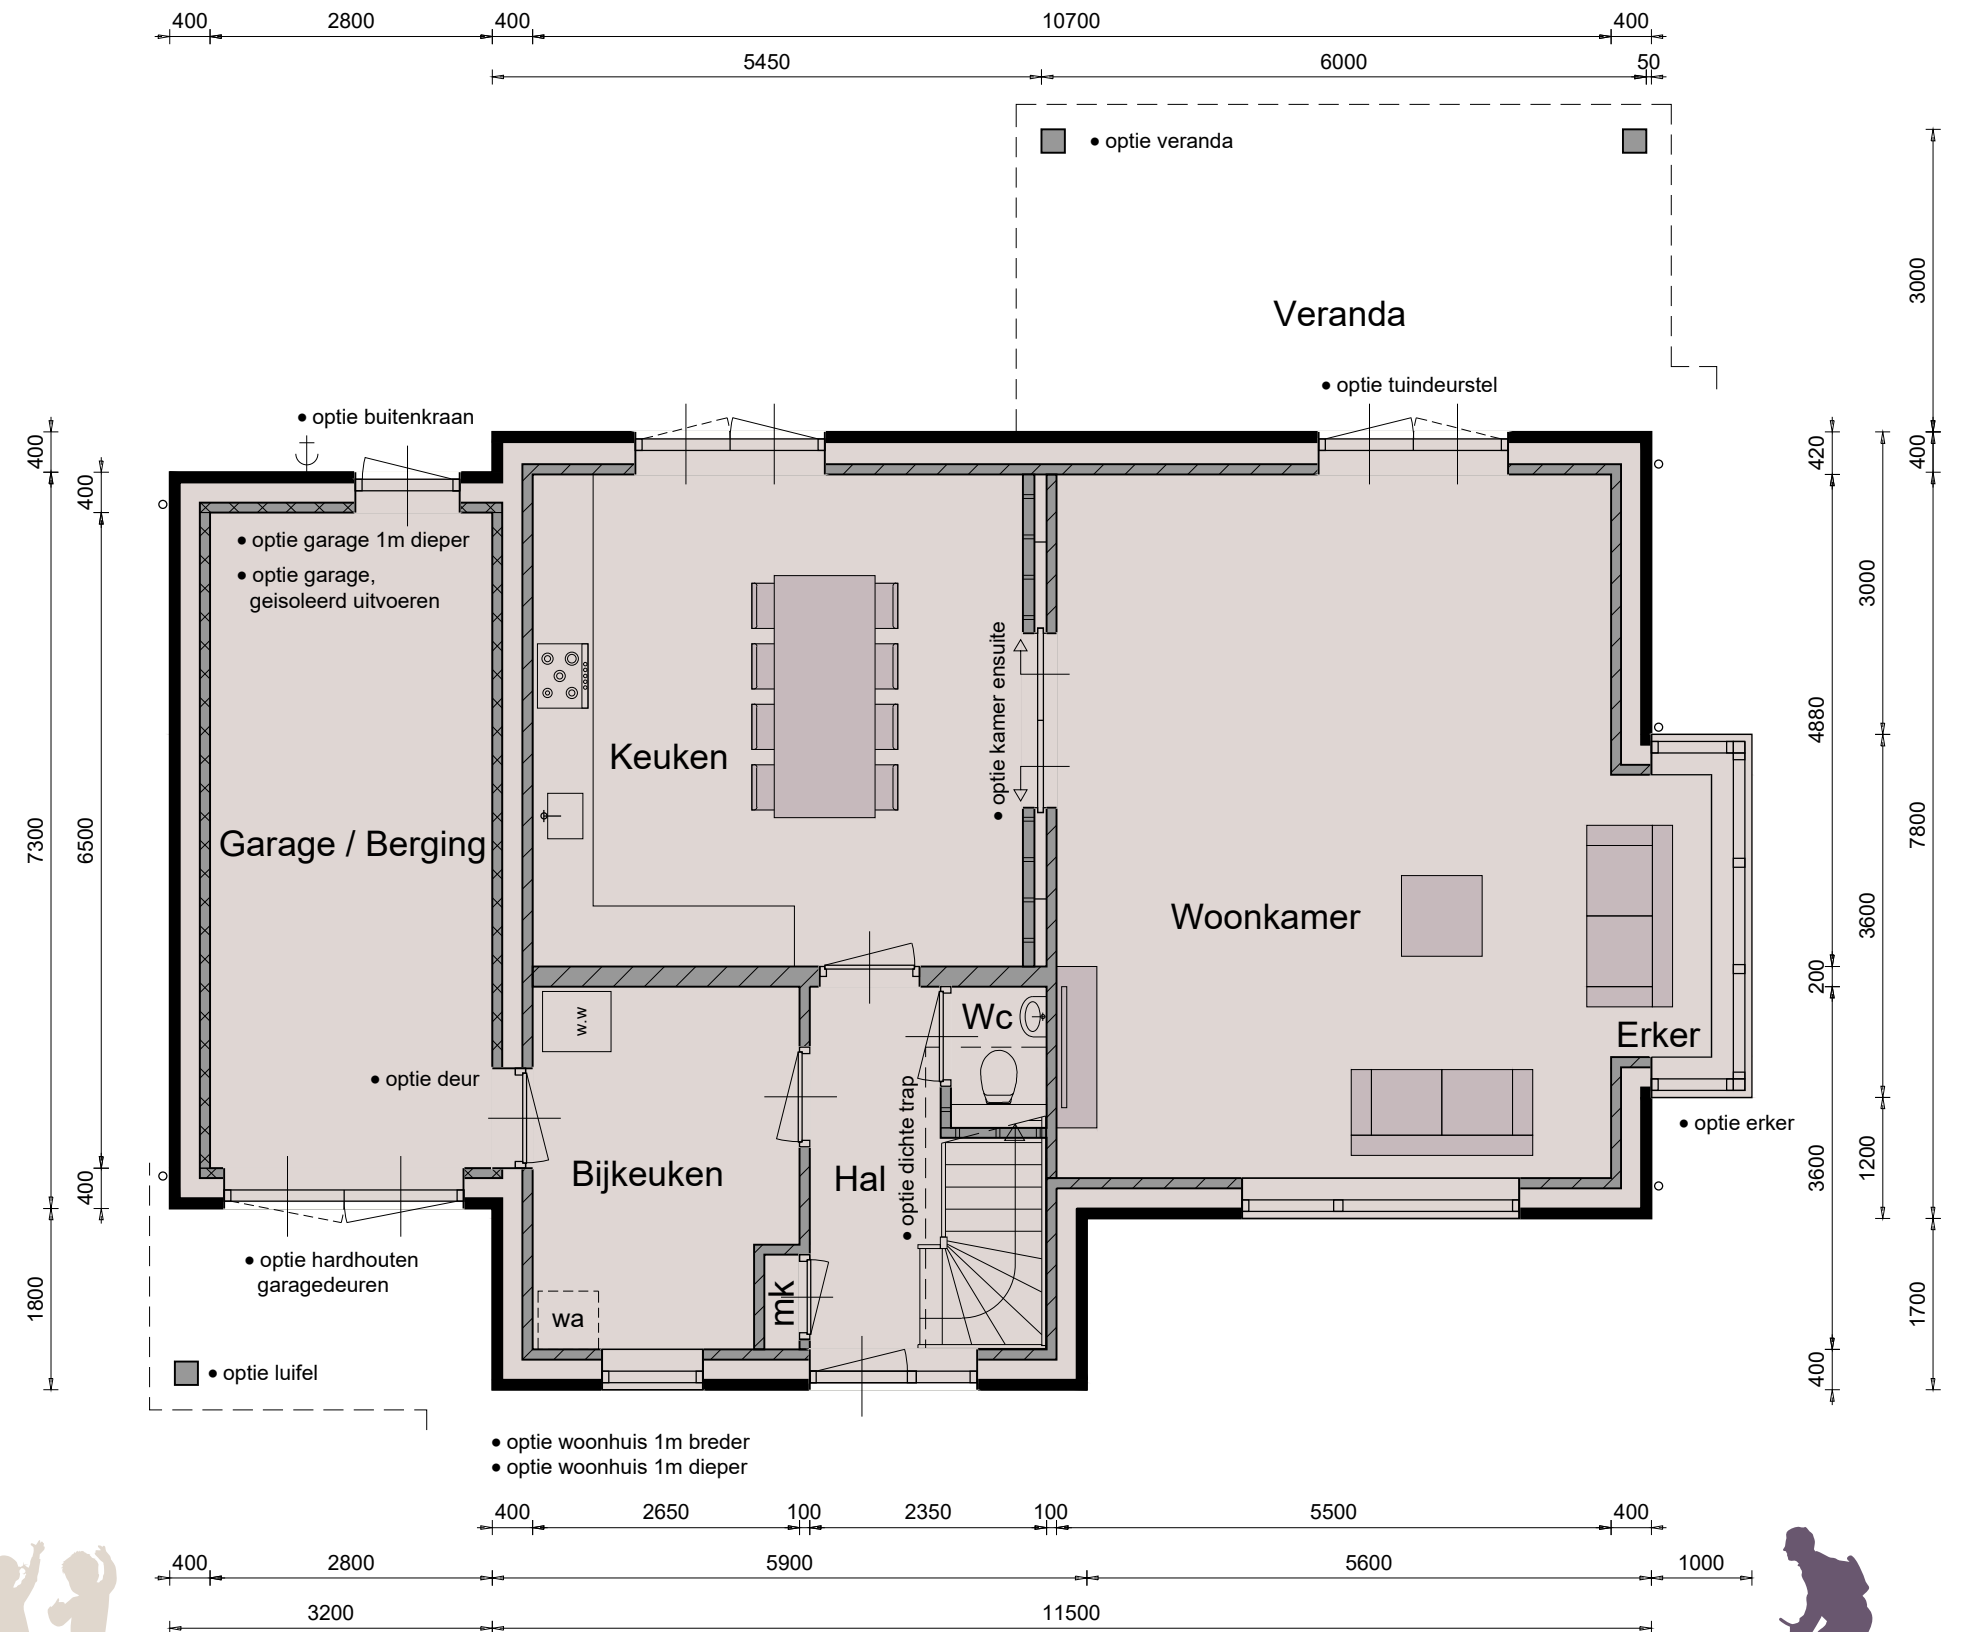 400 2800 400 10700 400
5450 6000 50
• optie veranda
3000
Veranda
• optie tuindeurstel
• optie buitenkraan
400
400
420
400
• optie garage 1m dieper
• optie garage,
geisoleerd uitvoeren
3000
• optie kamer ensuite
4880
Keuken
7300
6500
Garage / Berging
7800
Woonkamer
3600
200
w.w
Wc
Erker
• optie deur
• optie dichte trap
• optie erker
Bijkeuken
Hal
3600
1200
400
• optie hardhouten
garagedeuren
1800
mk
wa
1700
400
• optie luifel
• optie woonhuis 1m breder
• optie woonhuis 1m dieper
400 2650 100 2350 100 5500 400
400 2800 5900 5600 1000
3200 11500